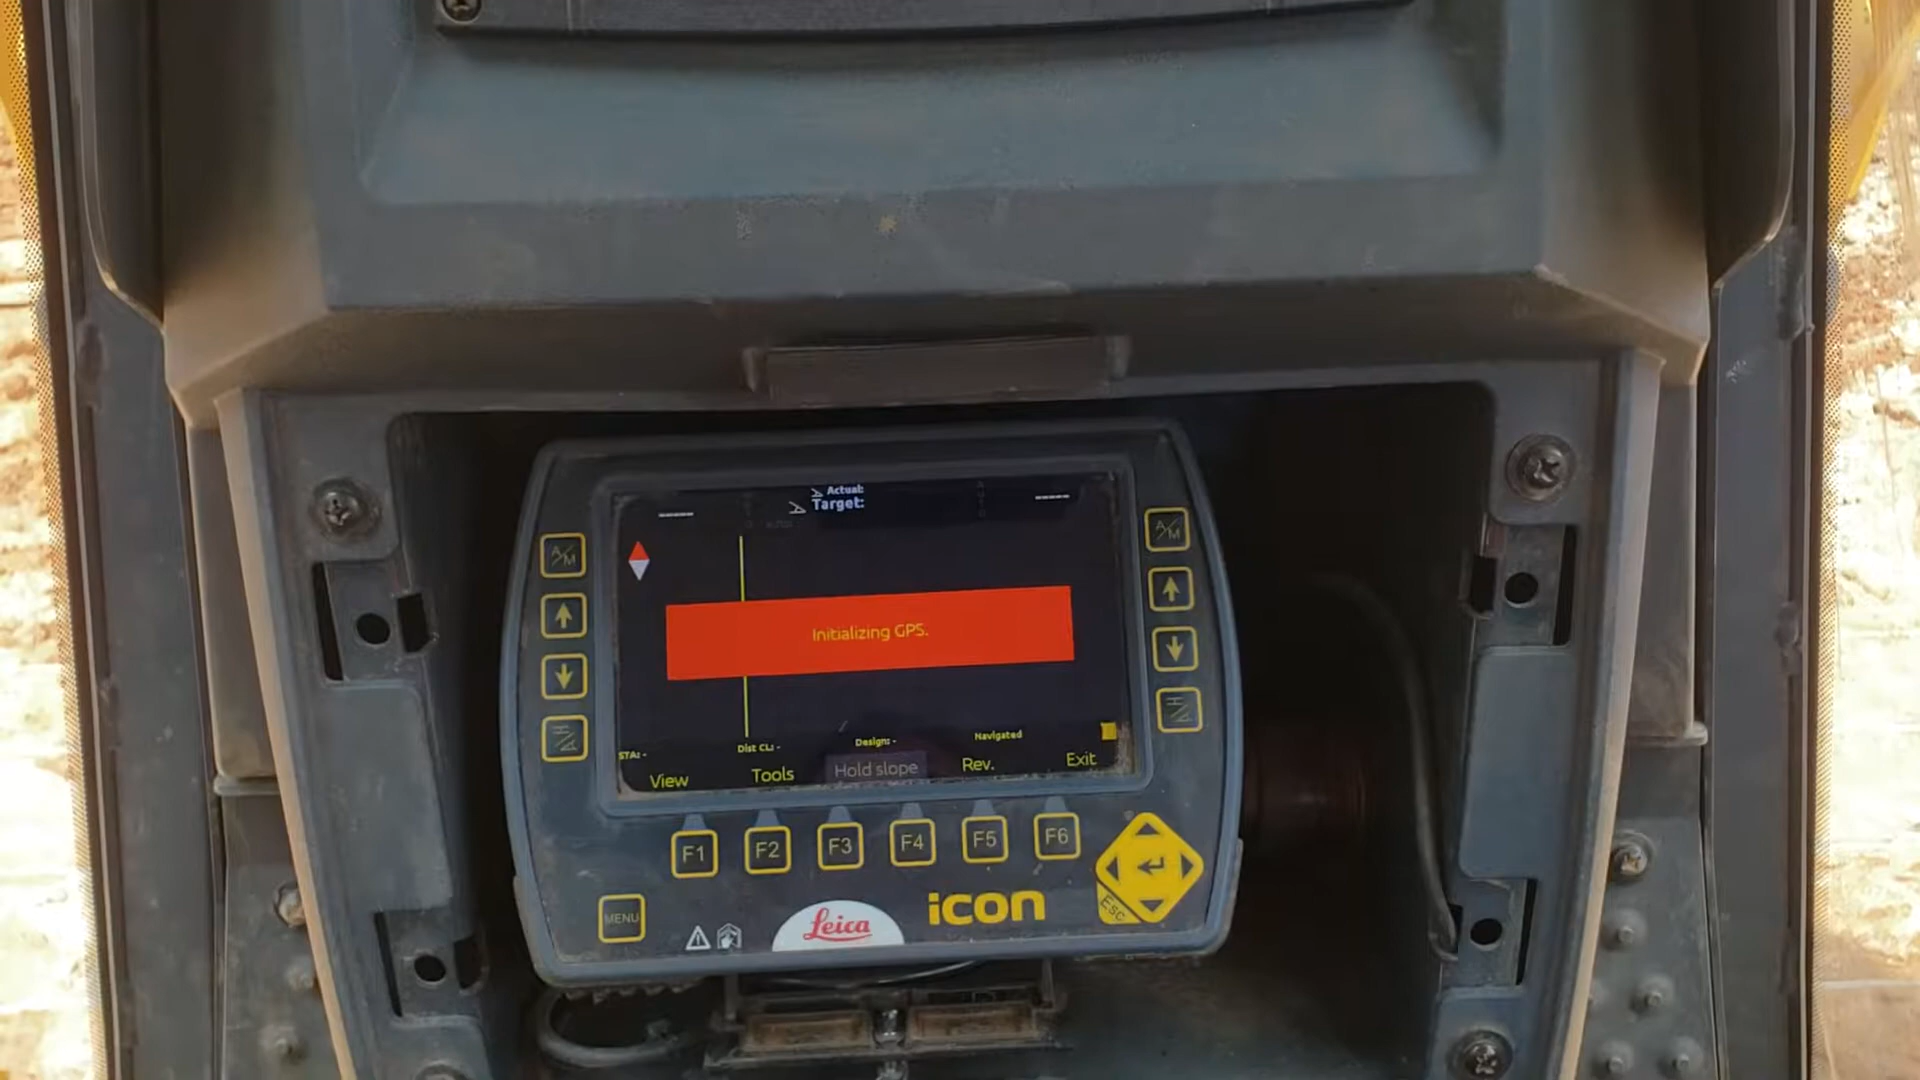 Actual:
Target:
Initializing GPS.
STA: -
Dist CL: -
Design: -
Navigated
View
Tools
Hold slope
Rev.
Exit
A/M
A/M
F1
F2
F3
F4
F5
F6
MENU
Leica
icon
Esc